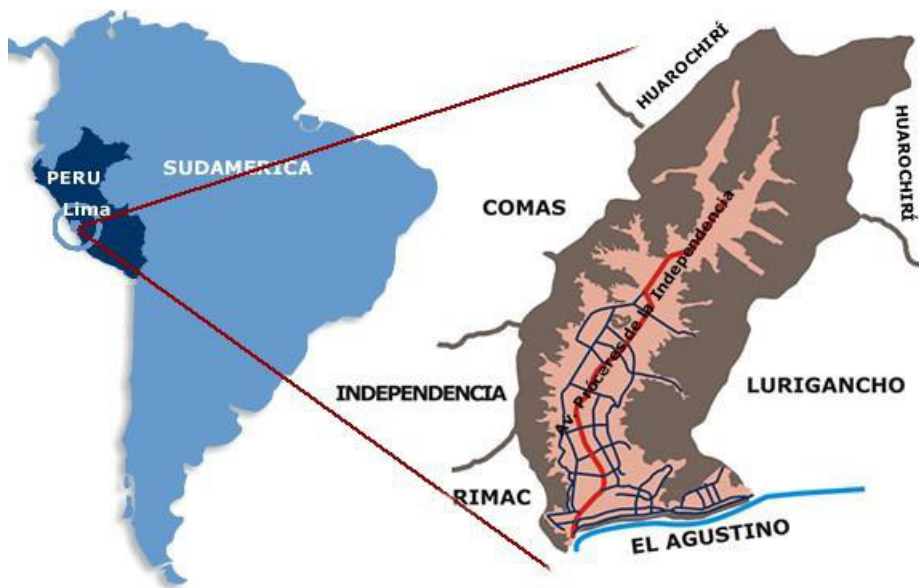 SUDAMERICA
PERU
Lima
HUAROCHIRÍ
HUAROCHIRÍ
COMAS
Av. Próceres de la Independencia
INDEPENDENCIA
LURIGANCHO
RIMAC
EL AGUSTINO